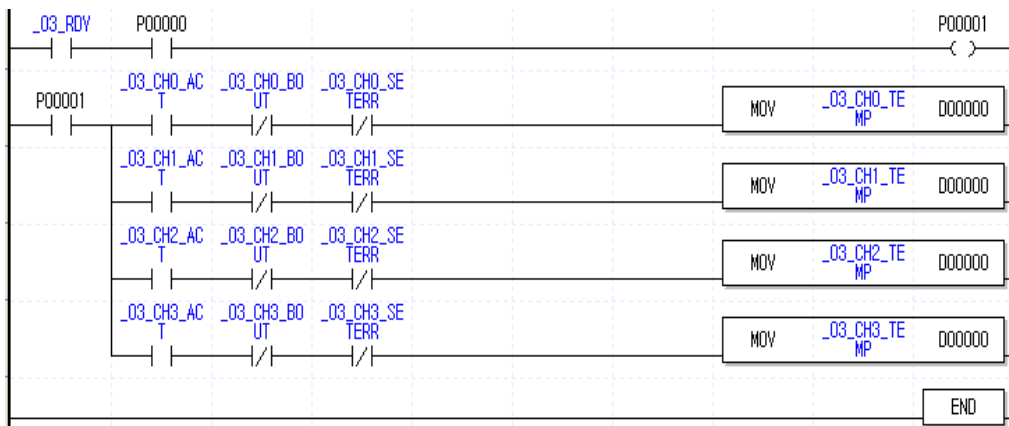 _03_RDY P00000 P00001
_03_CH0_AC _03_CH0_BO _03_CH0_SE
P00001 T UT TERR MOV _03_CH0_TE D00000
MP
_03_CH1_AC _03_CH1_BO _03_CH1_SE
T UT TERR MOV _03_CH1_TE D00000
MP
_03_CH2_AC _03_CH2_BO _03_CH2_SE
T UT TERR MOV _03_CH2_TE D00000
MP
_03_CH3_AC _03_CH3_BO _03_CH3_SE
T UT TERR MOV _03_CH3_TE D00000
MP
END